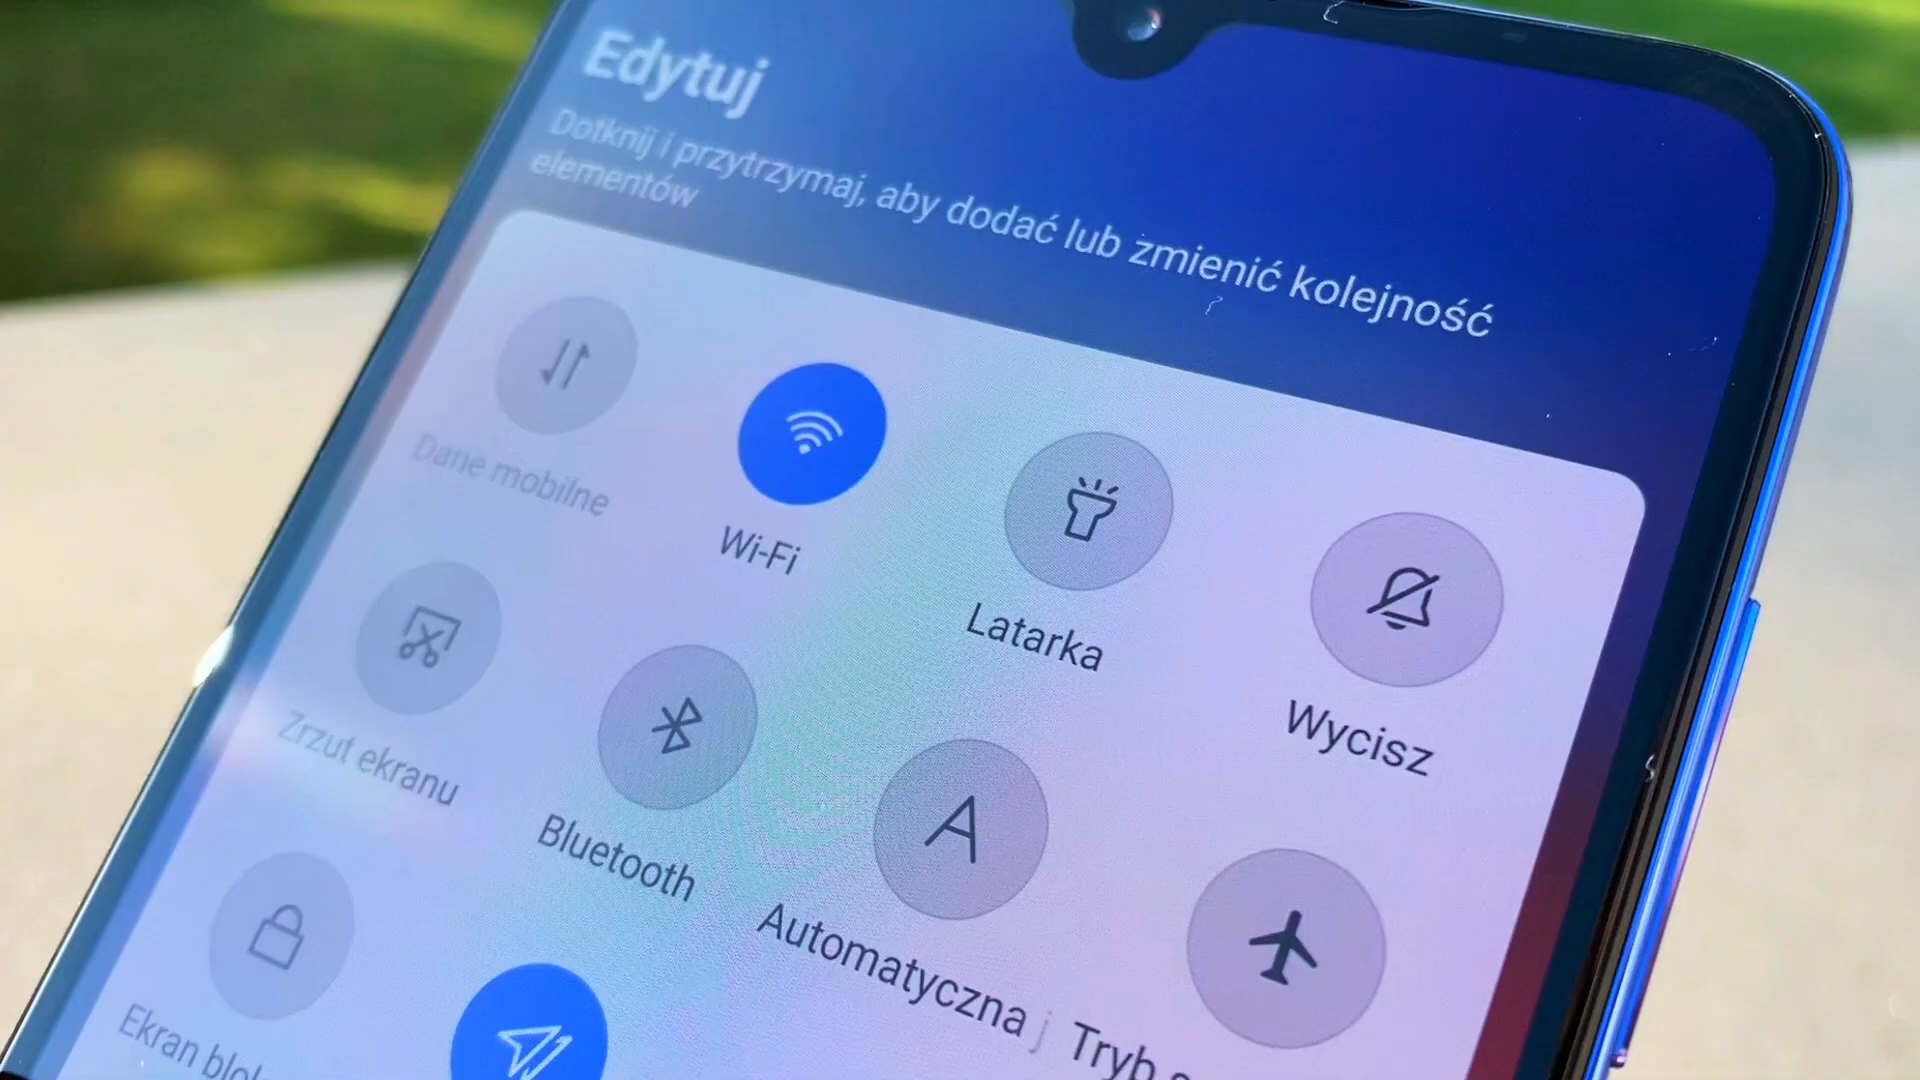 Edytuj
Dotknij i przytrzymaj, aby dodać lub zmienić kolejność
elementów
Dane mobilne
Wi-Fi
Latarka
Wycisz
Zrzut ekranu
Bluetooth
A
Automatyczna j
Tryb s
Ekran